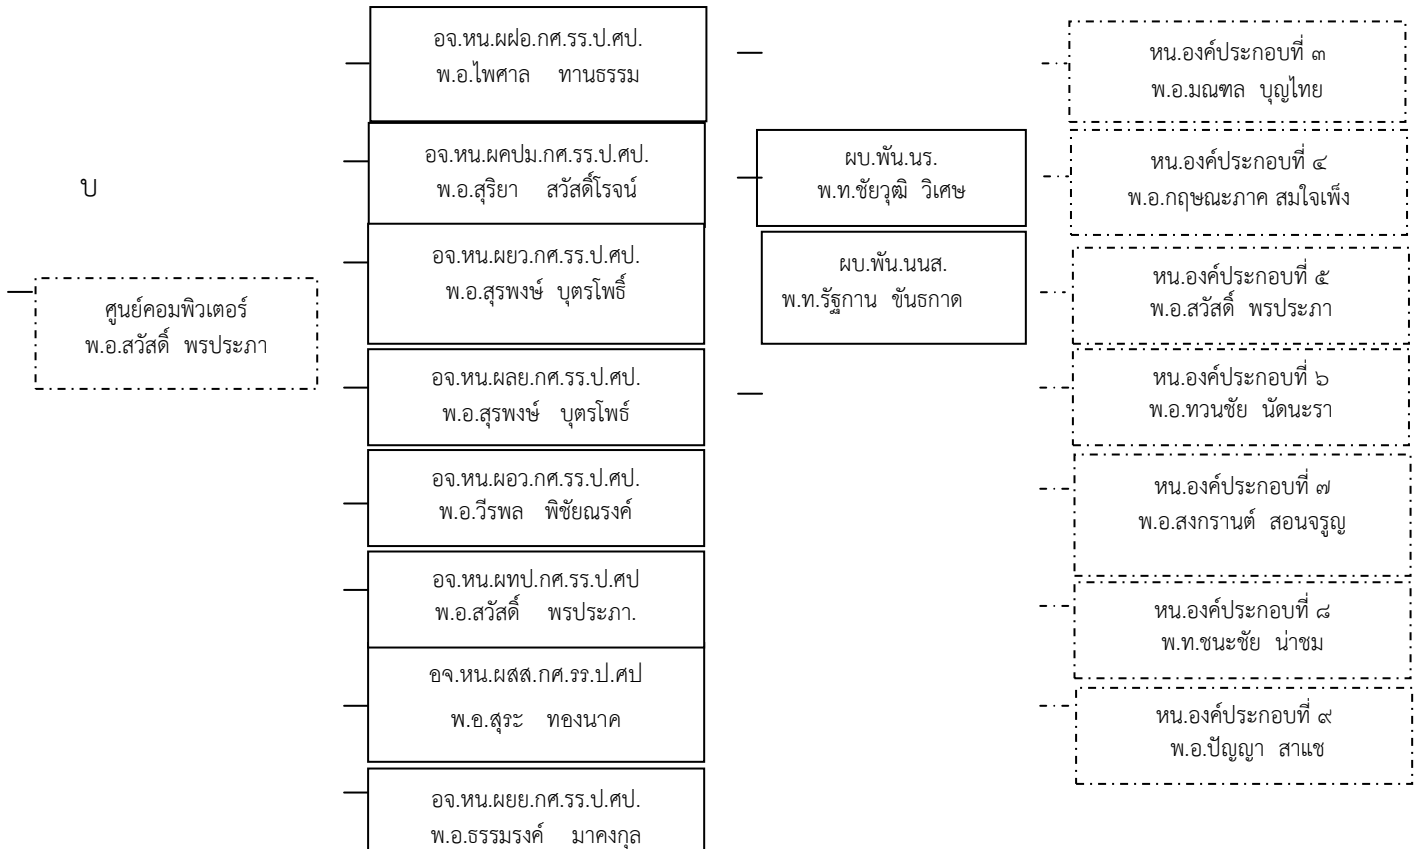 บ
ศูนย์คอมพิวเตอร์
พ.อ.สวัสดิ์ พรประภา
อจ.หน.ผฝอ.กศ.รร.ป.ศป.
พ.อ.ไพศาล ทานธรรม
อจ.หน.ผคปม.กศ.รร.ป.ศป.
พ.อ.สุริยา สวัสดิ์โรจน์
อจ.หน.ผยว.กศ.รร.ป.ศป.
พ.อ.สุรพงษ์ บุตรโพธิ์
อจ.หน.ผลย.กศ.รร.ป.ศป.
พ.อ.สุรพงษ์ บุตรโพธ์
อจ.หน.ผอว.กศ.รร.ป.ศป.
พ.อ.วีรพล พิชัยณรงค์
อจ.หน.ผทป.กศ.รร.ป.ศป
พ.อ.สวัสดิ์ พรประภา.
อจ.หน.ผสส.กศ.รร.ป.ศป
พ.อ.สุระ ทองนาค
อจ.หน.ผยย.กศ.รร.ป.ศป.
พ.อ.ธรรมรงค์ มาคงกุล
ผบ.พัน.นร.
พ.ท.ชัยวุฒิ วิเศษ
ผบ.พัน.นนส.
พ.ท.รัฐกาน ขันธกาด
หน.องค์ประกอบที่ ๓
พ.อ.มณฑล บุญไทย
หน.องค์ประกอบที่ ๔
พ.อ.กฤษณะภาค สมใจเพ็ง
หน.องค์ประกอบที่ ๕
พ.อ.สวัสดิ์ พรประภา
หน.องค์ประกอบที่ ๖
พ.อ.ทวนชัย นัดนะรา
หน.องค์ประกอบที่ ๗
พ.อ.สงกรานต์ สอนจรูญ
หน.องค์ประกอบที่ ๘
พ.ท.ชนะชัย น่าชม
หน.องค์ประกอบที่ ๙
พ.อ.ปัญญา สาแช